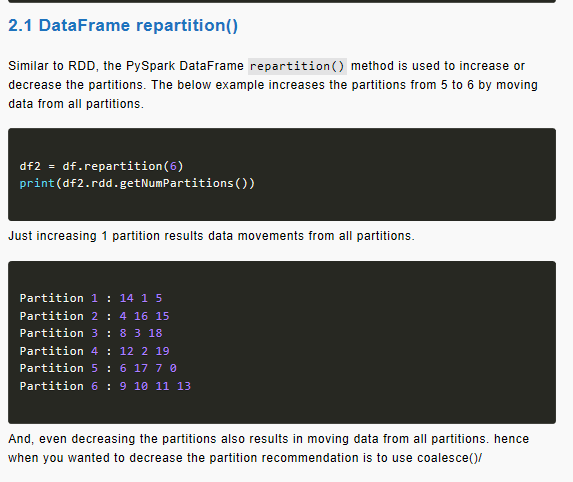 2.1 DataFrame repartition()
Similar to RDD, the PySpark DataFrame repartition() method is used to increase or
decrease the partitions. The below example increases the partitions from 5 to 6 by moving
data from all partitions.
df2 = df.repartition(6)
print(df2.rdd.getNumPartitions())
Just increasing 1 partition results data movements from all partitions.
Partition 1 : 14 1 5
Partition 2 : 4 16 15
Partition 3 : 8 3 18
Partition 4 : 12 2 19
Partition 5 : 6 17 7 0
Partition 6 : 9 10 11 13
And, even decreasing the partitions also results in moving data from all partitions. hence
when you wanted to decrease the partition recommendation is to use coalesce()/